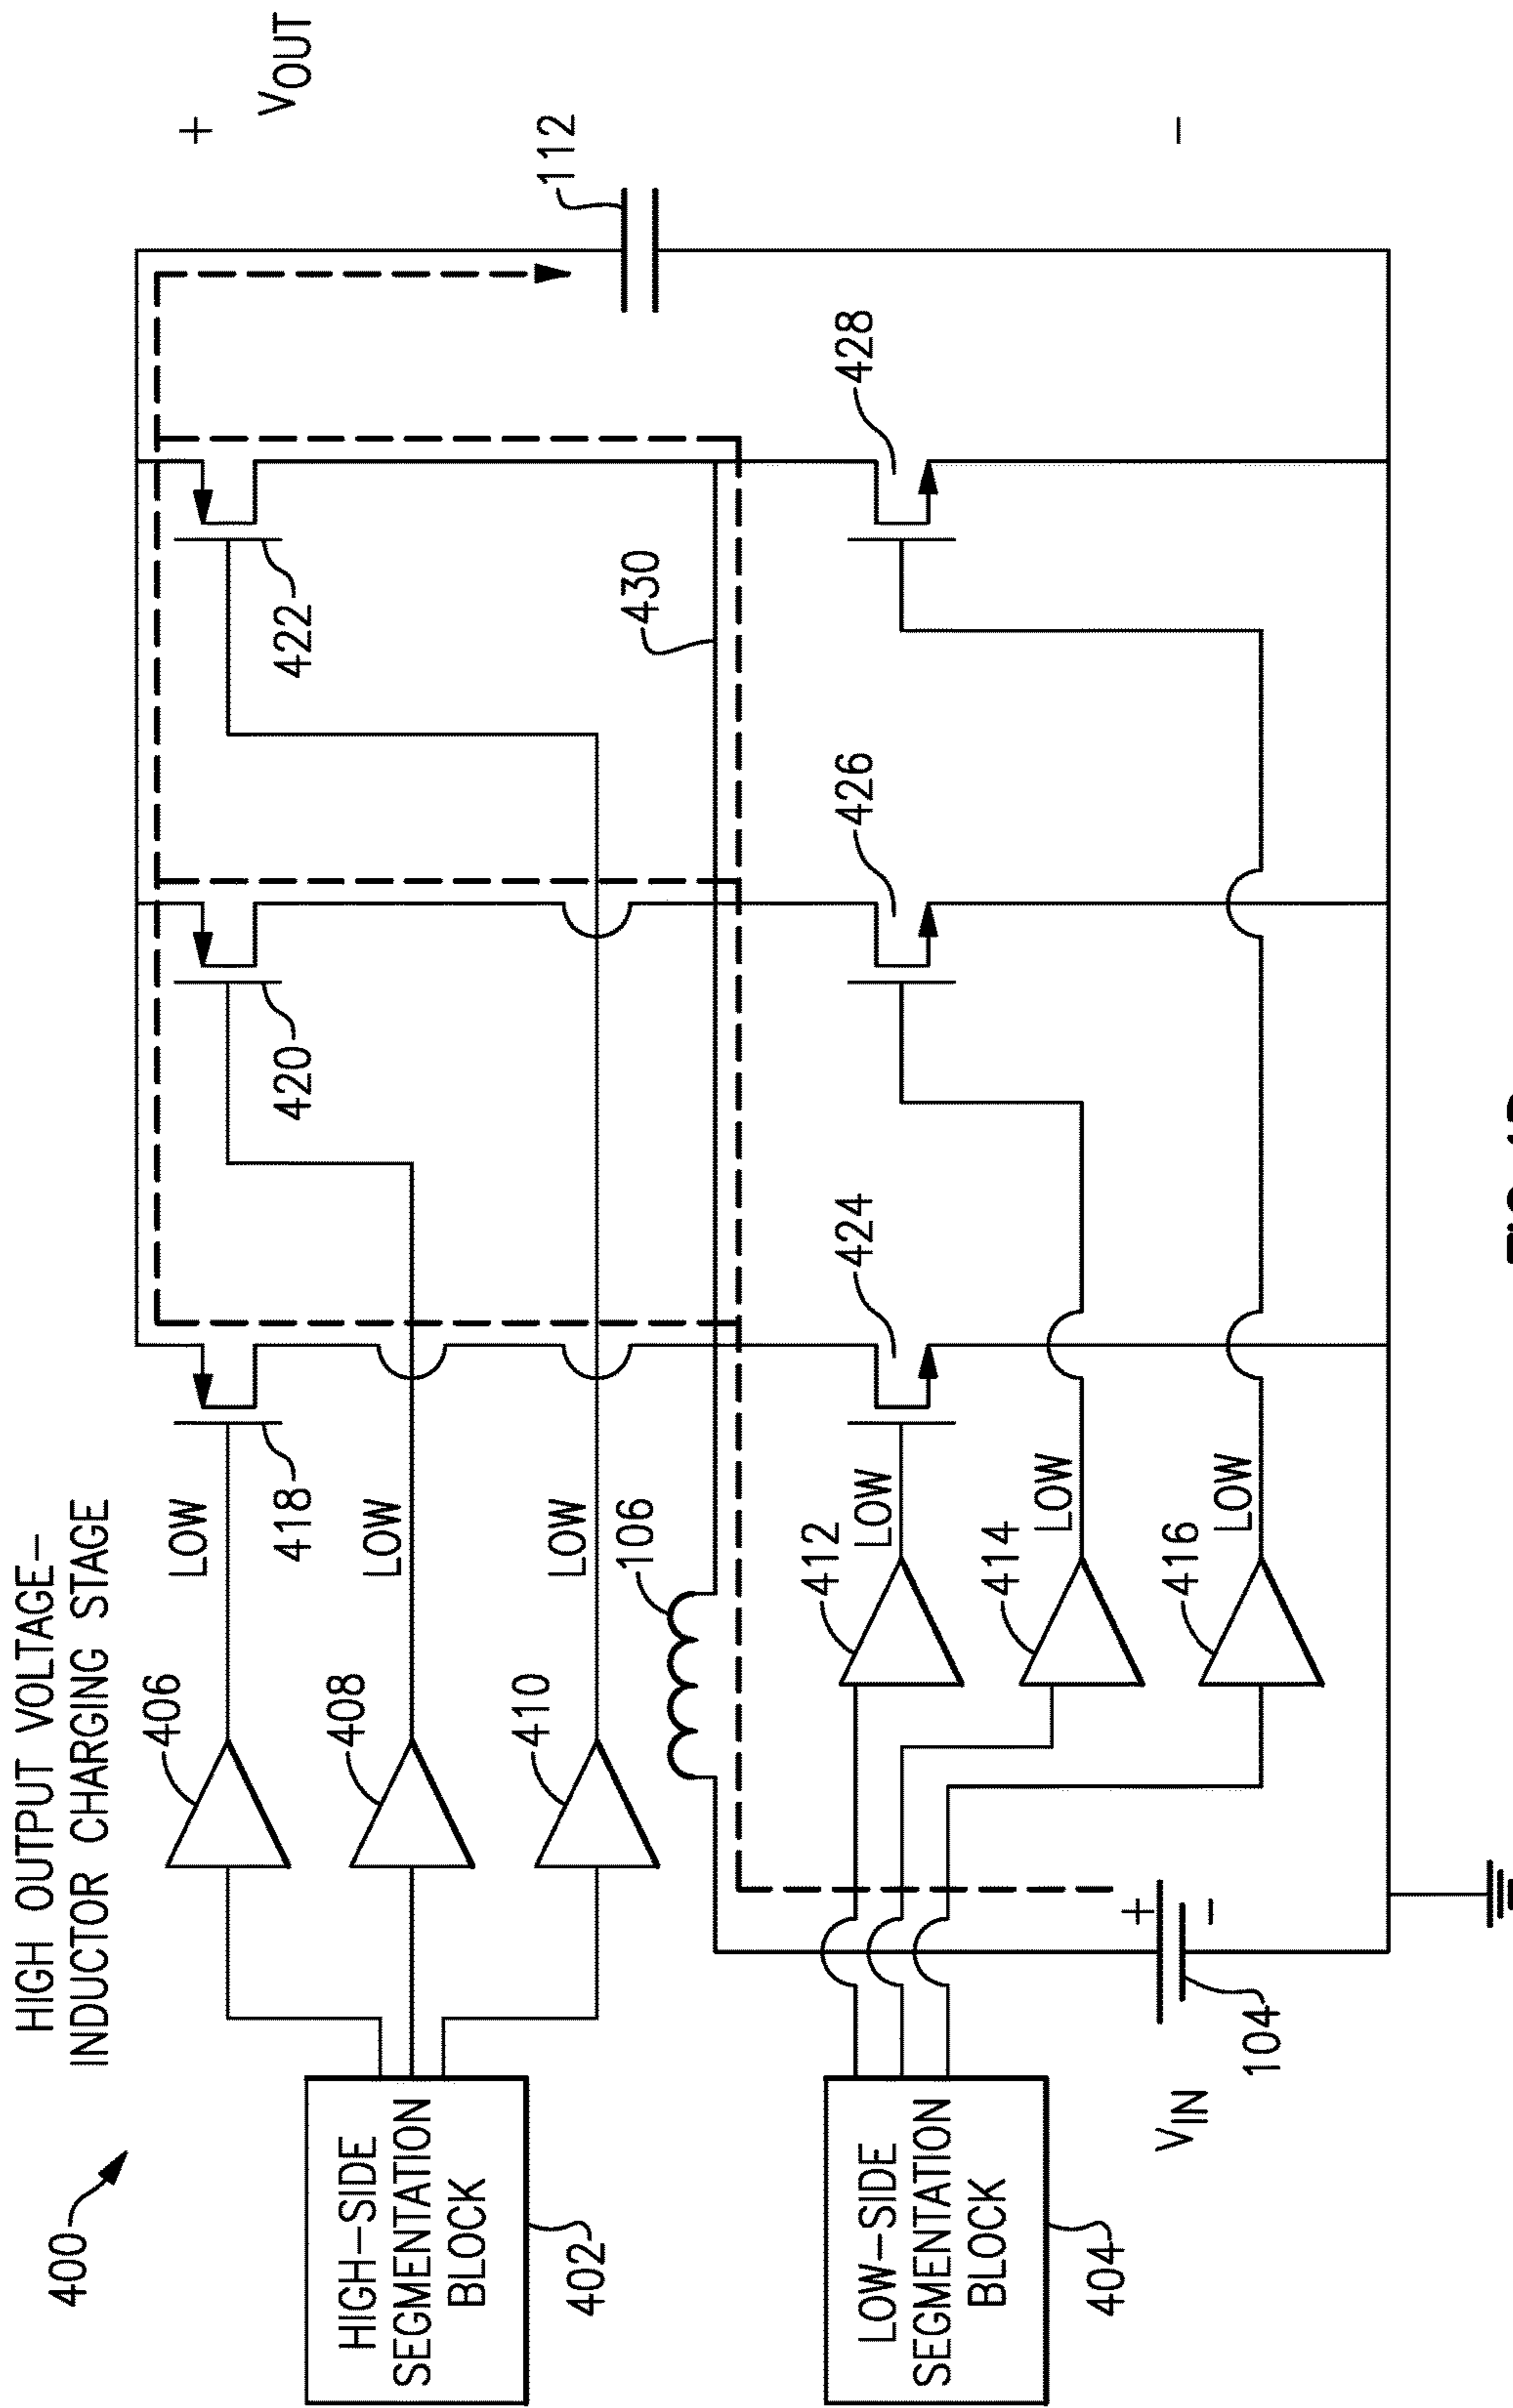 HIGH OUTPUT VOLTAGE-
INDUCTOR CHARGING STAGE
400
HIGH-SIDE
SEGMENTATION
BLOCK
402
406
LOW
418
408
LOW
420
410
LOW
422
106
430
+
VOUT
112
-
LOW-SIDE
SEGMENTATION
BLOCK
404
412
LOW
424
414
LOW
426
416
LOW
428
VIN
104
+
-